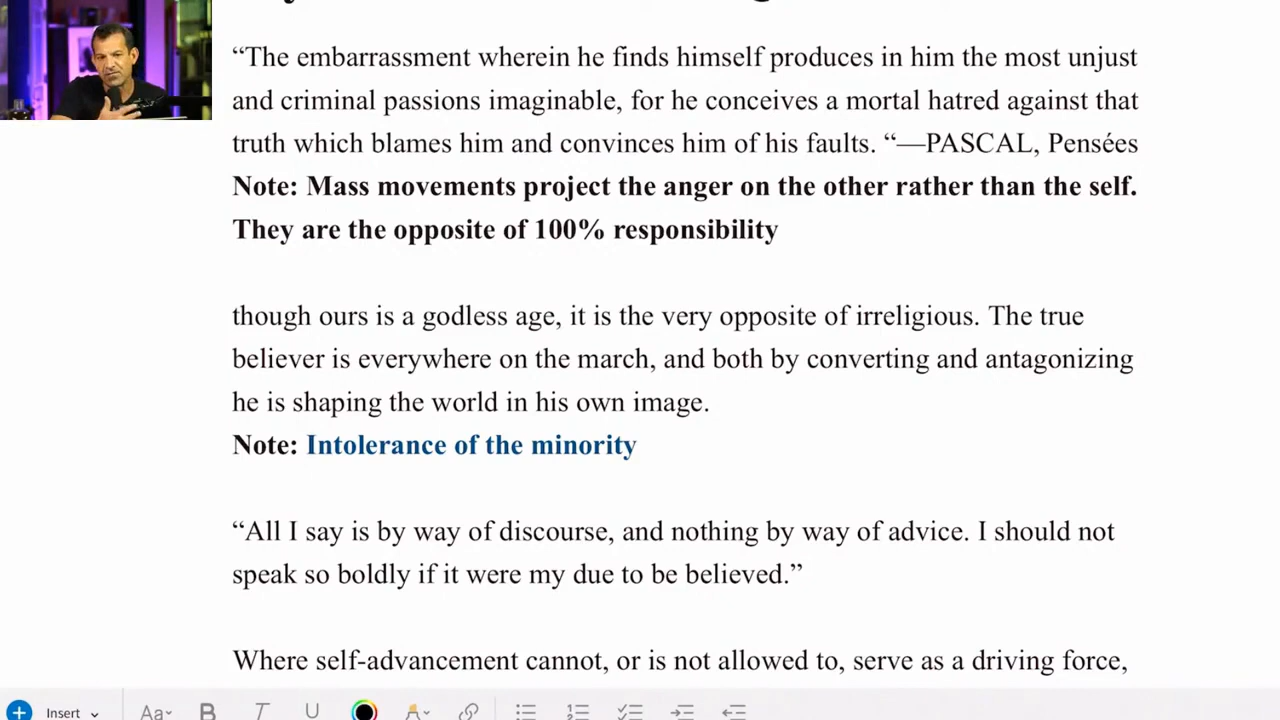 “The embarrassment wherein he finds himself produces in him the most unjust
and criminal passions imaginable, for he conceives a mortal hatred against that
truth which blames him and convinces him of his faults. “—PASCAL, Pensées
Note: Mass movements project the anger on the other rather than the self.
They are the opposite of 100% responsibility
though ours is a godless age, it is the very opposite of irreligious. The true
believer is everywhere on the march, and both by converting and antagonizing
he is shaping the world in his own image.
Note: Intolerance of the minority
“All I say is by way of discourse, and nothing by way of advice. I should not
speak so boldly if it were my due to be believed.”
Where self-advancement cannot, or is not allowed to, serve as a driving force,
Insert Aa B T U